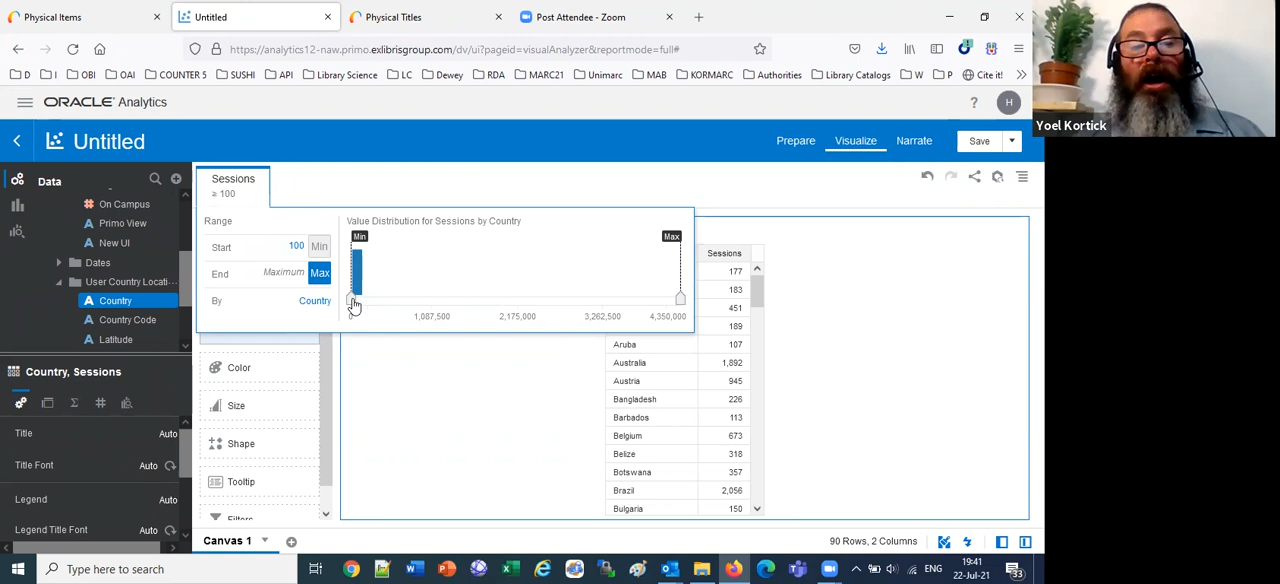 Physical Items
Untitled
Physical Titles
Post Attendee - Zoom
https://analytics12-naw.primo.exlibrisgroup.com/dv/ui?pageid=visualAnalyzer&reportmode=full#
D
I
OBI
OAI
COUNTER 5
SUSHI
API
Library Science
LC
Dewey
RDA
MARC21
Unimarc
MAB
KORMARC
Authorities
Library Catalogs
W
P
Cite it!
Yoel Kortick
ORACLE Analytics
? H
Untitled
Prepare
Visualize
Narrate
Save
Data
On Campus
Primo View
New UI
Dates
User Country Locati...
Country
Country Code
Latitude
Sessions
≥ 100
Range
Start 100 Min
End Maximum Max
By Country
Value Distribution for Sessions by Country
Min
Max
0 1,087,500 2,175,000 3,262,500 4,350,000
Sessions
177
183
451
189
Aruba 107
Australia 1,892
Austria 945
Bangladesh 226
Barbados 113
Belgium 673
Belize 318
Botswana 357
Brazil 2,056
Bulgaria 150
Color
Size
Shape
Tooltip
Filters
Country, Sessions
Title Auto
Title Font Auto
Legend Auto
Legend Title Font Auto
Canvas 1
90 Rows, 2 Columns
Type here to search
ENG
19:41
22-Jul-21
33